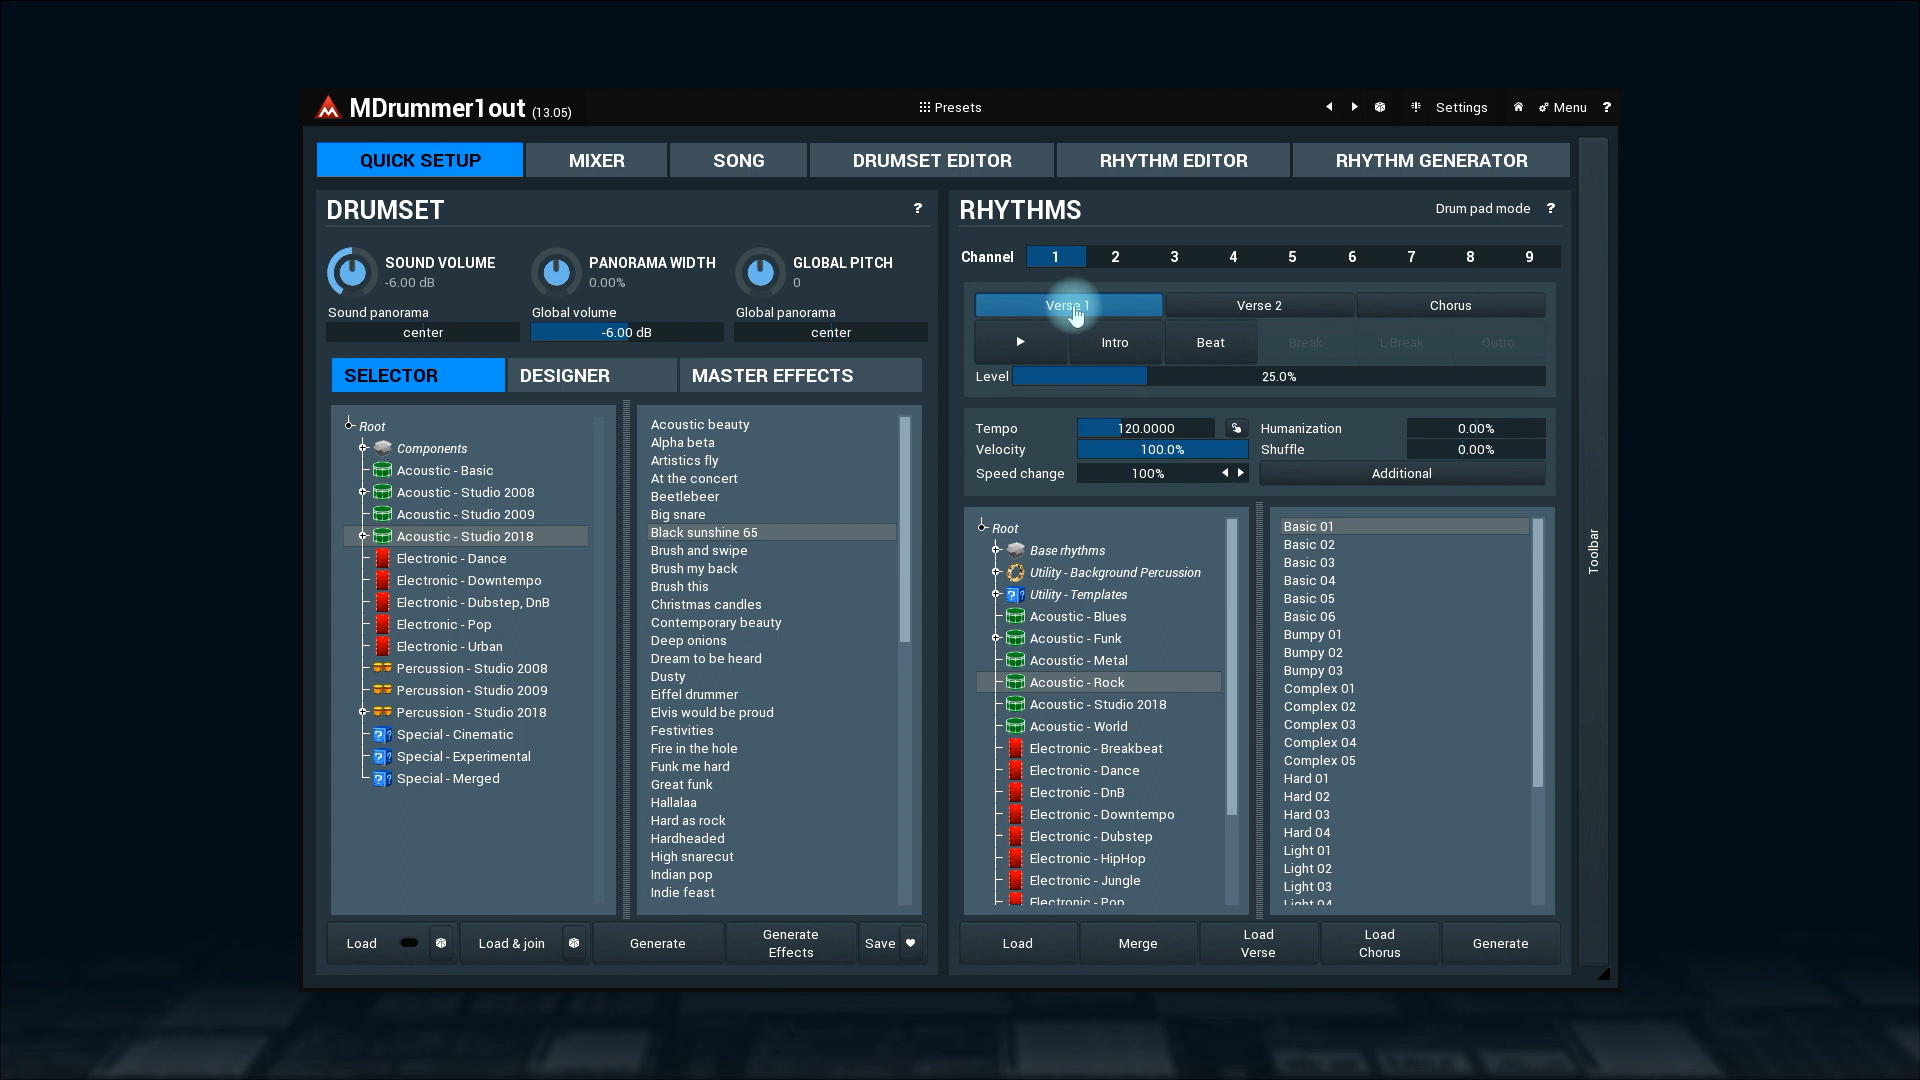 MDrummer1out (13.05)
Presets
Settings
Menu
?
QUICK SETUP
MIXER
SONG
DRUMSET EDITOR
RHYTHM EDITOR
RHYTHM GENERATOR
DRUMSET
?
SOUND VOLUME
-6.00 dB
PANORAMA WIDTH
0.00%
GLOBAL PITCH
0
Sound panorama
center
Global volume
-6.00 dB
Global panorama
center
SELECTOR
DESIGNER
MASTER EFFECTS
Root
Components
Acoustic - Basic
Acoustic - Studio 2008
Acoustic - Studio 2009
Acoustic - Studio 2018
Electronic - Dance
Electronic - Downtempo
Electronic - Dubstep, DnB
Electronic - Pop
Electronic - Urban
Percussion - Studio 2008
Percussion - Studio 2009
Percussion - Studio 2018
Special - Cinematic
Special - Experimental
Special - Merged
Acoustic beauty
Alpha beta
Artistics fly
At the concert
Beetlebeer
Big snare
Black sunshine 65
Brush and swipe
Brush my back
Brush this
Christmas candles
Contemporary beauty
Deep onions
Dream to be heard
Dusty
Eiffel drummer
Elvis would be proud
Festivities
Fire in the hole
Funk me hard
Great funk
Hallalaa
Hard as rock
Hardheaded
High snarecut
Indian pop
Indie feast
Load
Load & join
Generate
Generate
Effects
Save
RHYTHMS
Drum pad mode
?
Channel
1
2
3
4
5
6
7
8
9
Verse 1
Verse 2
Chorus
Intro
Beat
Break
L Break
Outro
Level
25.0%
Tempo
120.0000
Humanization
0.00%
Velocity
100.0%
Shuffle
0.00%
Speed change
100%
Additional
Root
Base rhythms
Utility - Background Percussion
Utility - Templates
Acoustic - Blues
Acoustic - Funk
Acoustic - Metal
Acoustic - Rock
Acoustic - Studio 2018
Acoustic - World
Electronic - Breakbeat
Electronic - Dance
Electronic - DnB
Electronic - Downtempo
Electronic - Dubstep
Electronic - HipHop
Electronic - Jungle
Electronic - Pop
Basic 01
Basic 02
Basic 03
Basic 04
Basic 05
Basic 06
Bumpy 01
Bumpy 02
Bumpy 03
Complex 01
Complex 02
Complex 03
Complex 04
Complex 05
Hard 01
Hard 02
Hard 03
Hard 04
Light 01
Light 02
Light 03
Light 04
Load
Merge
Load
Verse
Load
Chorus
Generate
Toolbar